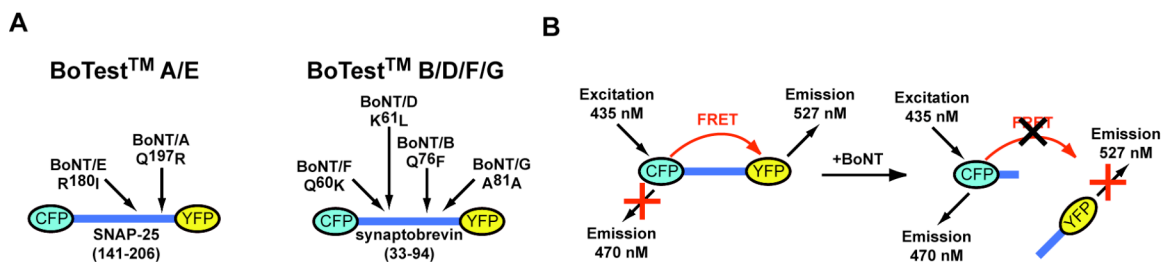 A
BoTest™ A/E
BoNT/E
R180I
BoNT/A
Q197R
CFP
YFP
SNAP-25
(141-206)
BoTest™ B/D/F/G
BoNT/D
K61L
BoNT/F
Q60K
BoNT/B
Q76F
BoNT/G
A81A
CFP
YFP
synaptobrevin
(33-94)
B
Excitation
435 nM
FRET
Emission
527 nM
CFP
YFP
Emission
470 nM
+BoNT
Excitation
435 nM
FRET
Emission
527 nM
CFP
YFP
Emission
470 nM